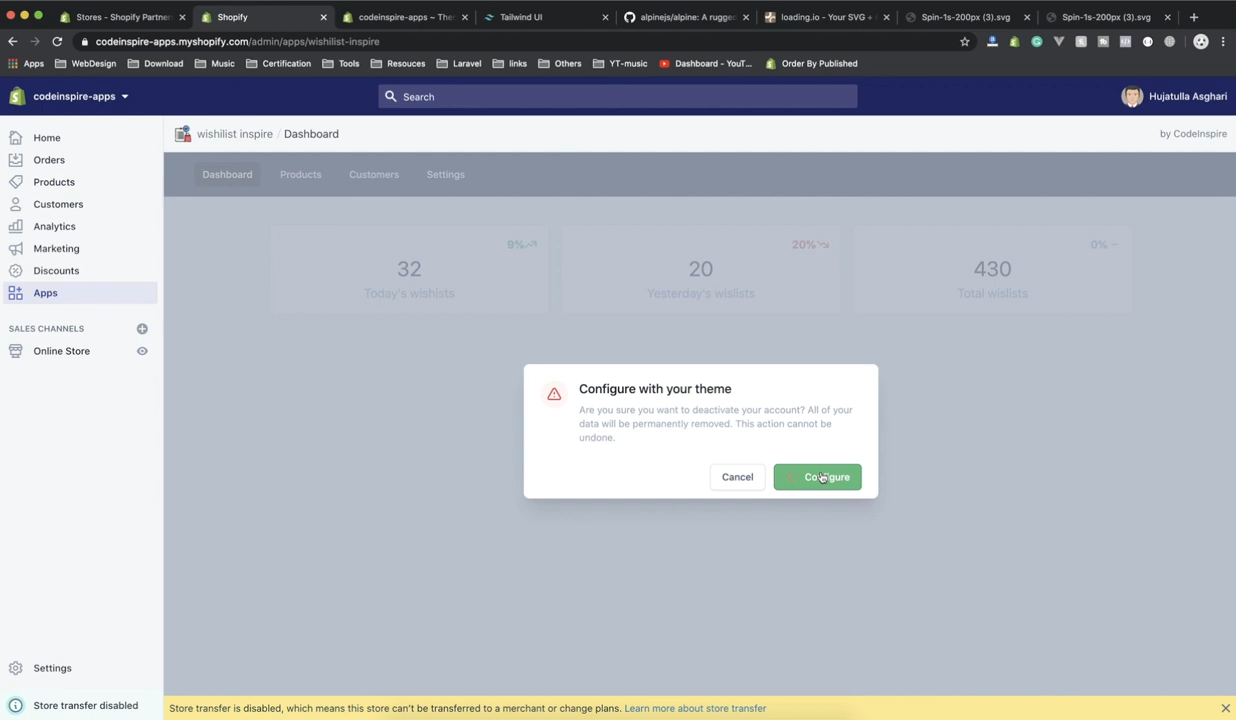 Stores - Shopify Partners
Shopify
codeinspire-apps ~ The
Tailwind UI
alpinejs/alpine: A rugged
loading.io - Your SVG +
Spin-1s-200px (3).svg
Spin-1s-200px (3).svg
codeinspire-apps.myshopify.com/admin/apps/wishilist-inspire
Apps
WebDesign
Download
Music
Certification
Tools
Resouces
Laravel
links
Others
YT-music
Dashboard - YouT...
Order By Published
codeinspire-apps
Search
Hujatulla Asghari
Home
Orders
Products
Customers
Analytics
Marketing
Discounts
Apps
SALES CHANNELS
Online Store
Settings
Store transfer disabled
wishilist inspire / Dashboard
by CodeInspire
Dashboard
Products
Customers
Settings
9%
32
Today's wishists
20%
20
Yesterday's wislists
0%
430
Total wislists
Configure with your theme
Are you sure you want to deactivate your account? All of your
data will be permanently removed. This action cannot be
undone.
Cancel
Configure
Store transfer is disabled, which means this store can't be transferred to a merchant or change plans. Learn more about store transfer